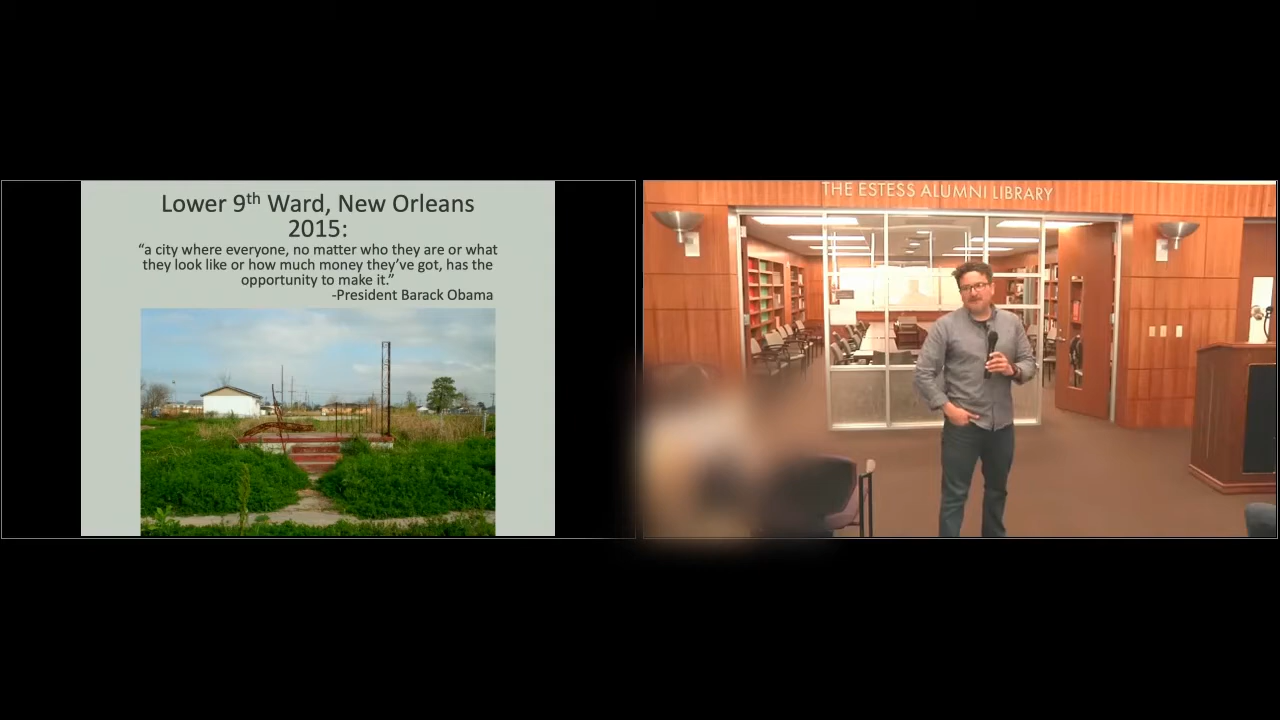 Lower 9th Ward, New Orleans
2015:
“a city where everyone, no matter who they are or what
they look like or how much money they’ve got, has the
opportunity to make it.”
-President Barack Obama
THE ESTESS ALUMNI LIBRARY